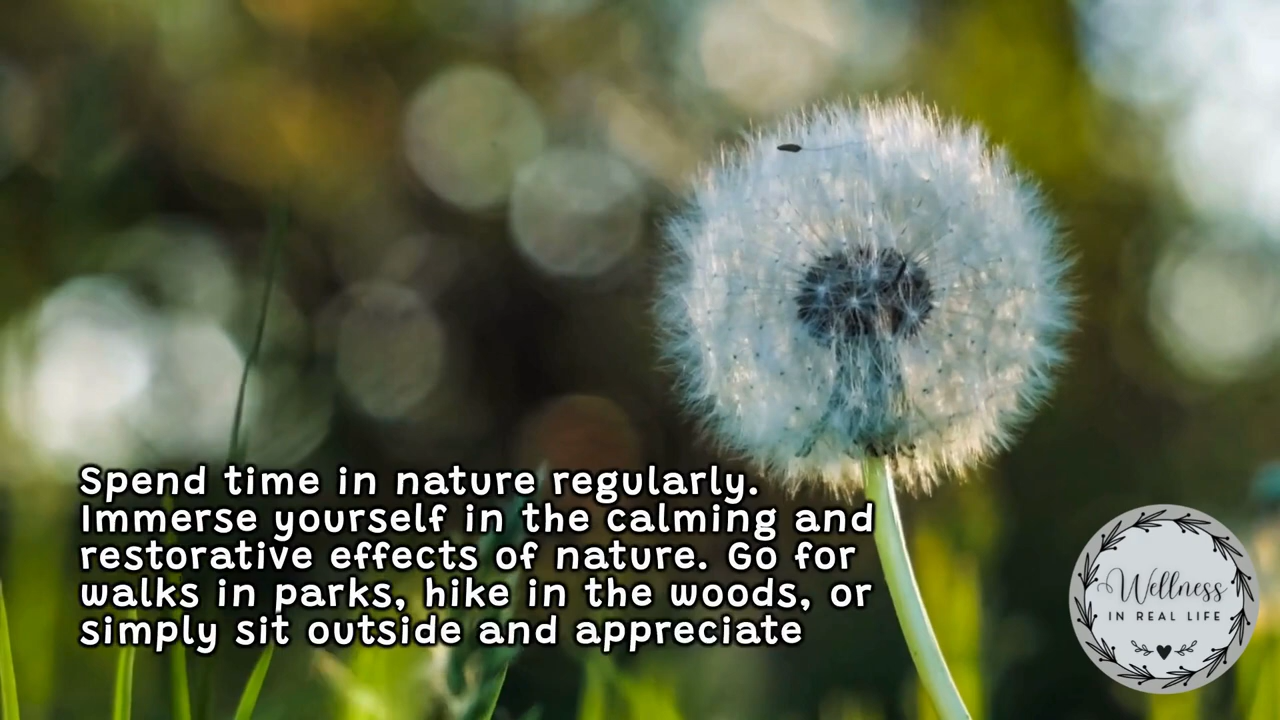 Spend time in nature regularly.
Immerse yourself in the calming and
restorative effects of nature. Go for
walks in parks, hike in the woods, or
simply sit outside and appreciate
Wellness
IN REAL LIFE